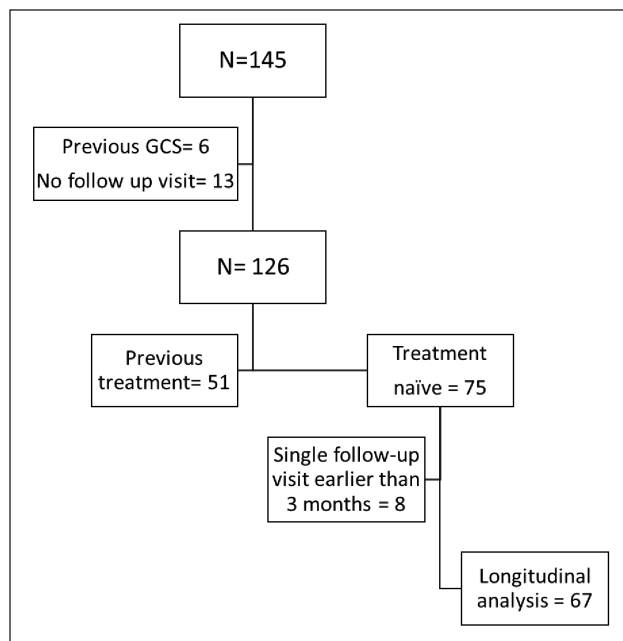 N=145
Previous GCS= 6
No follow up visit= 13
N= 126
Previous
treatment= 51
Treatment
naïve = 75
Single follow-up
visit earlier than
3 months = 8
Longitudinal
analysis = 67